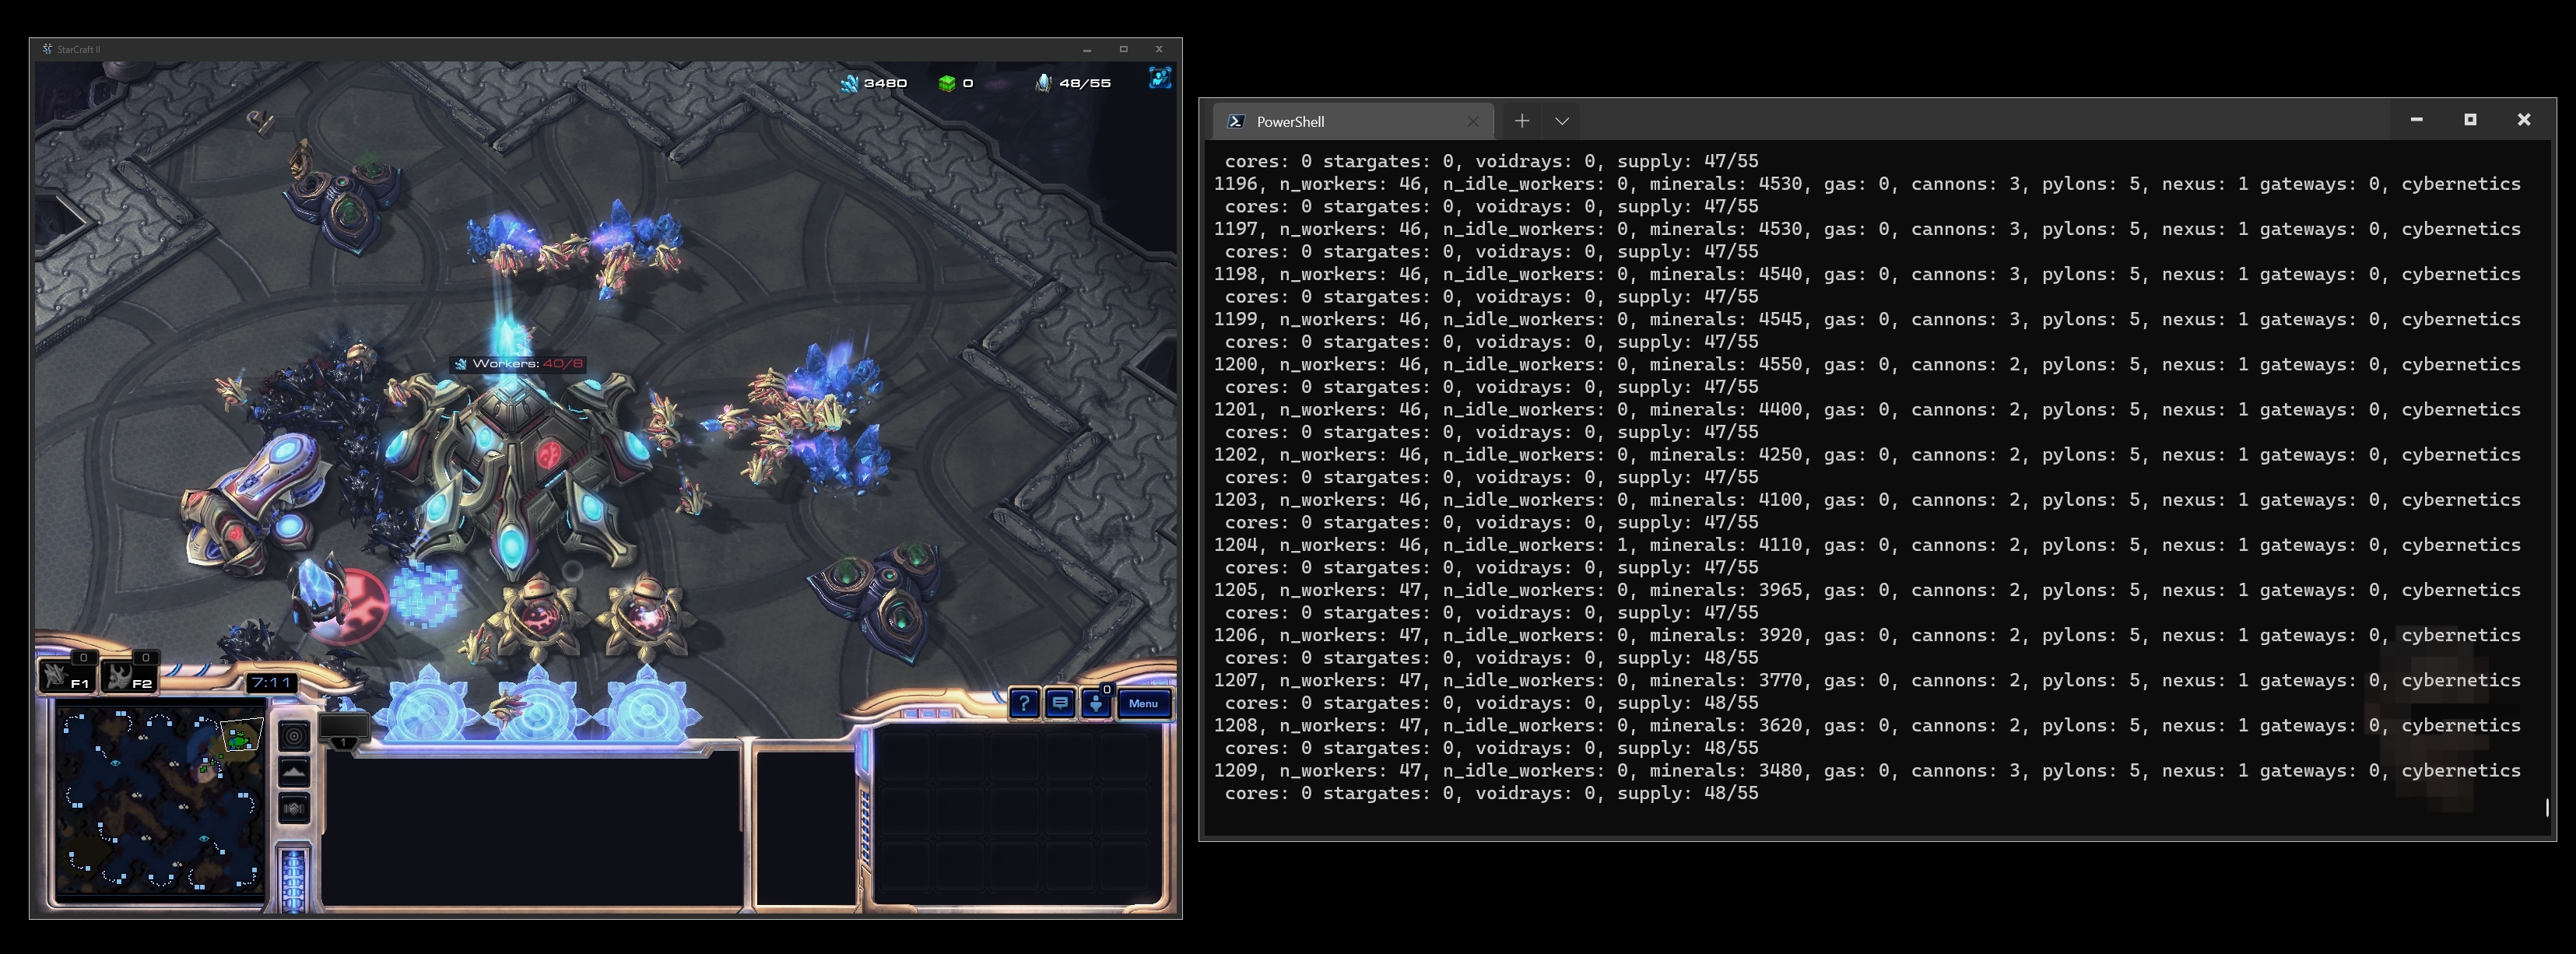 StarCraft II
3480 0 48/55
Workers: 40/8
0 0
F1 F2
7:11
1
?
0
Menu
PowerShell
cores: 0 stargates: 0, voidrays: 0, supply: 47/55
1196, n_workers: 46, n_idle_workers: 0, minerals: 4530, gas: 0, cannons: 3, pylons: 5, nexus: 1 gateways: 0, cybernetics
cores: 0 stargates: 0, voidrays: 0, supply: 47/55
1197, n_workers: 46, n_idle_workers: 0, minerals: 4530, gas: 0, cannons: 3, pylons: 5, nexus: 1 gateways: 0, cybernetics
cores: 0 stargates: 0, voidrays: 0, supply: 47/55
1198, n_workers: 46, n_idle_workers: 0, minerals: 4540, gas: 0, cannons: 3, pylons: 5, nexus: 1 gateways: 0, cybernetics
cores: 0 stargates: 0, voidrays: 0, supply: 47/55
1199, n_workers: 46, n_idle_workers: 0, minerals: 4545, gas: 0, cannons: 3, pylons: 5, nexus: 1 gateways: 0, cybernetics
cores: 0 stargates: 0, voidrays: 0, supply: 47/55
1200, n_workers: 46, n_idle_workers: 0, minerals: 4550, gas: 0, cannons: 2, pylons: 5, nexus: 1 gateways: 0, cybernetics
cores: 0 stargates: 0, voidrays: 0, supply: 47/55
1201, n_workers: 46, n_idle_workers: 0, minerals: 4400, gas: 0, cannons: 2, pylons: 5, nexus: 1 gateways: 0, cybernetics
cores: 0 stargates: 0, voidrays: 0, supply: 47/55
1202, n_workers: 46, n_idle_workers: 0, minerals: 4250, gas: 0, cannons: 2, pylons: 5, nexus: 1 gateways: 0, cybernetics
cores: 0 stargates: 0, voidrays: 0, supply: 47/55
1203, n_workers: 46, n_idle_workers: 0, minerals: 4100, gas: 0, cannons: 2, pylons: 5, nexus: 1 gateways: 0, cybernetics
cores: 0 stargates: 0, voidrays: 0, supply: 47/55
1204, n_workers: 46, n_idle_workers: 1, minerals: 4110, gas: 0, cannons: 2, pylons: 5, nexus: 1 gateways: 0, cybernetics
cores: 0 stargates: 0, voidrays: 0, supply: 47/55
1205, n_workers: 47, n_idle_workers: 0, minerals: 3965, gas: 0, cannons: 2, pylons: 5, nexus: 1 gateways: 0, cybernetics
cores: 0 stargates: 0, voidrays: 0, supply: 47/55
1206, n_workers: 47, n_idle_workers: 0, minerals: 3920, gas: 0, cannons: 2, pylons: 5, nexus: 1 gateways: 0, cybernetics
cores: 0 stargates: 0, voidrays: 0, supply: 48/55
1207, n_workers: 47, n_idle_workers: 0, minerals: 3770, gas: 0, cannons: 2, pylons: 5, nexus: 1 gateways: 0, cybernetics
cores: 0 stargates: 0, voidrays: 0, supply: 48/55
1208, n_workers: 47, n_idle_workers: 0, minerals: 3620, gas: 0, cannons: 2, pylons: 5, nexus: 1 gateways: 0, cybernetics
cores: 0 stargates: 0, voidrays: 0, supply: 48/55
1209, n_workers: 47, n_idle_workers: 0, minerals: 3480, gas: 0, cannons: 3, pylons: 5, nexus: 1 gateways: 0, cybernetics
cores: 0 stargates: 0, voidrays: 0, supply: 48/55